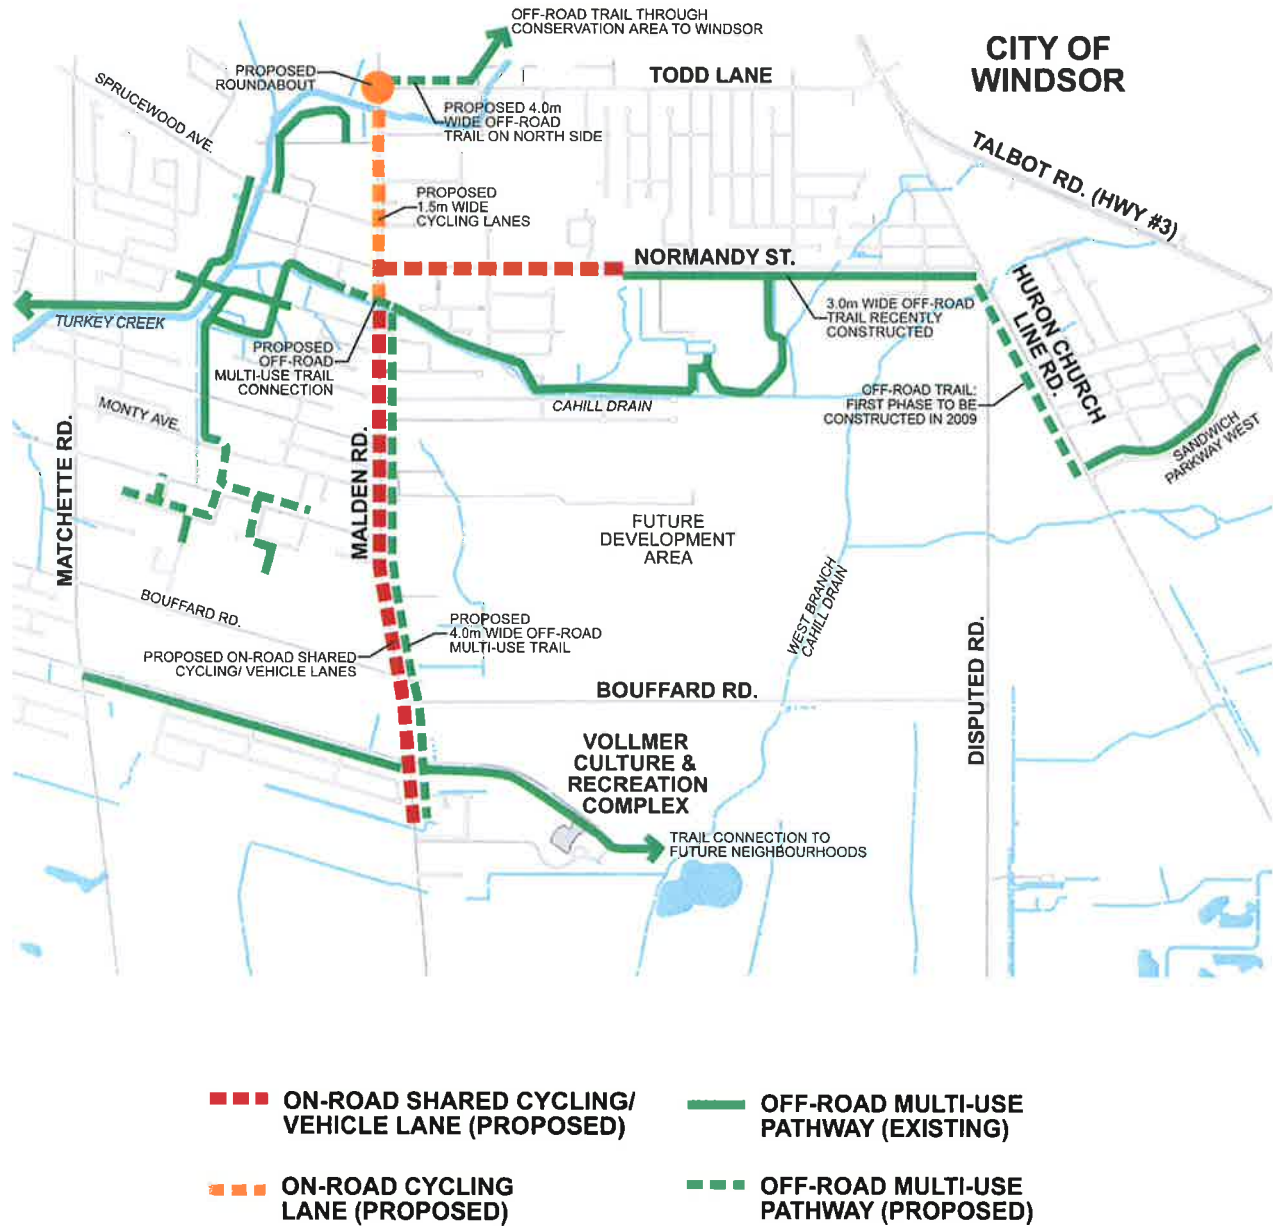 OFF-ROAD TRAIL THROUGH
CONSERVATION AREA TO WINDSOR
CITY OF
WINDSOR
PROPOSED
ROUNDABOUT
TODD LANE
SPRUCEWOOD AVE.
PROPOSED 4.0m
WIDE OFF-ROAD
TRAIL ON NORTH SIDE
TALBOT RD. (HWY #3)
PROPOSED
1.5m WIDE
CYCLING LANES
NORMANDY ST.
HURON CHURCH
LINE RD.
3.0m WIDE OFF-ROAD
TRAIL RECENTLY
CONSTRUCTED
TURKEY CREEK
PROPOSED
OFF-ROAD
MULTI-USE TRAIL
CONNECTION
OFF-ROAD TRAIL:
FIRST PHASE TO BE
CONSTRUCTED IN 2009
CAHILL DRAIN
MONTY AVE.
SANDWICH
PARKWAY WEST
MATCHETTE RD.
MALDEN RD.
FUTURE
DEVELOPMENT
AREA
WEST BRANCH
CAHILL DRAIN
BOUFFARD RD.
PROPOSED
4.0m WIDE OFF-ROAD
MULTI-USE TRAIL
PROPOSED ON-ROAD SHARED
CYCLING/ VEHICLE LANES
DISPUTED RD.
BOUFFARD RD.
VOLLMER
CULTURE &
RECREATION
COMPLEX
TRAIL CONNECTION TO
FUTURE NEIGHBOURHOODS
ON-ROAD SHARED CYCLING/
VEHICLE LANE (PROPOSED)
OFF-ROAD MULTI-USE
PATHWAY (EXISTING)
ON-ROAD CYCLING
LANE (PROPOSED)
OFF-ROAD MULTI-USE
PATHWAY (PROPOSED)